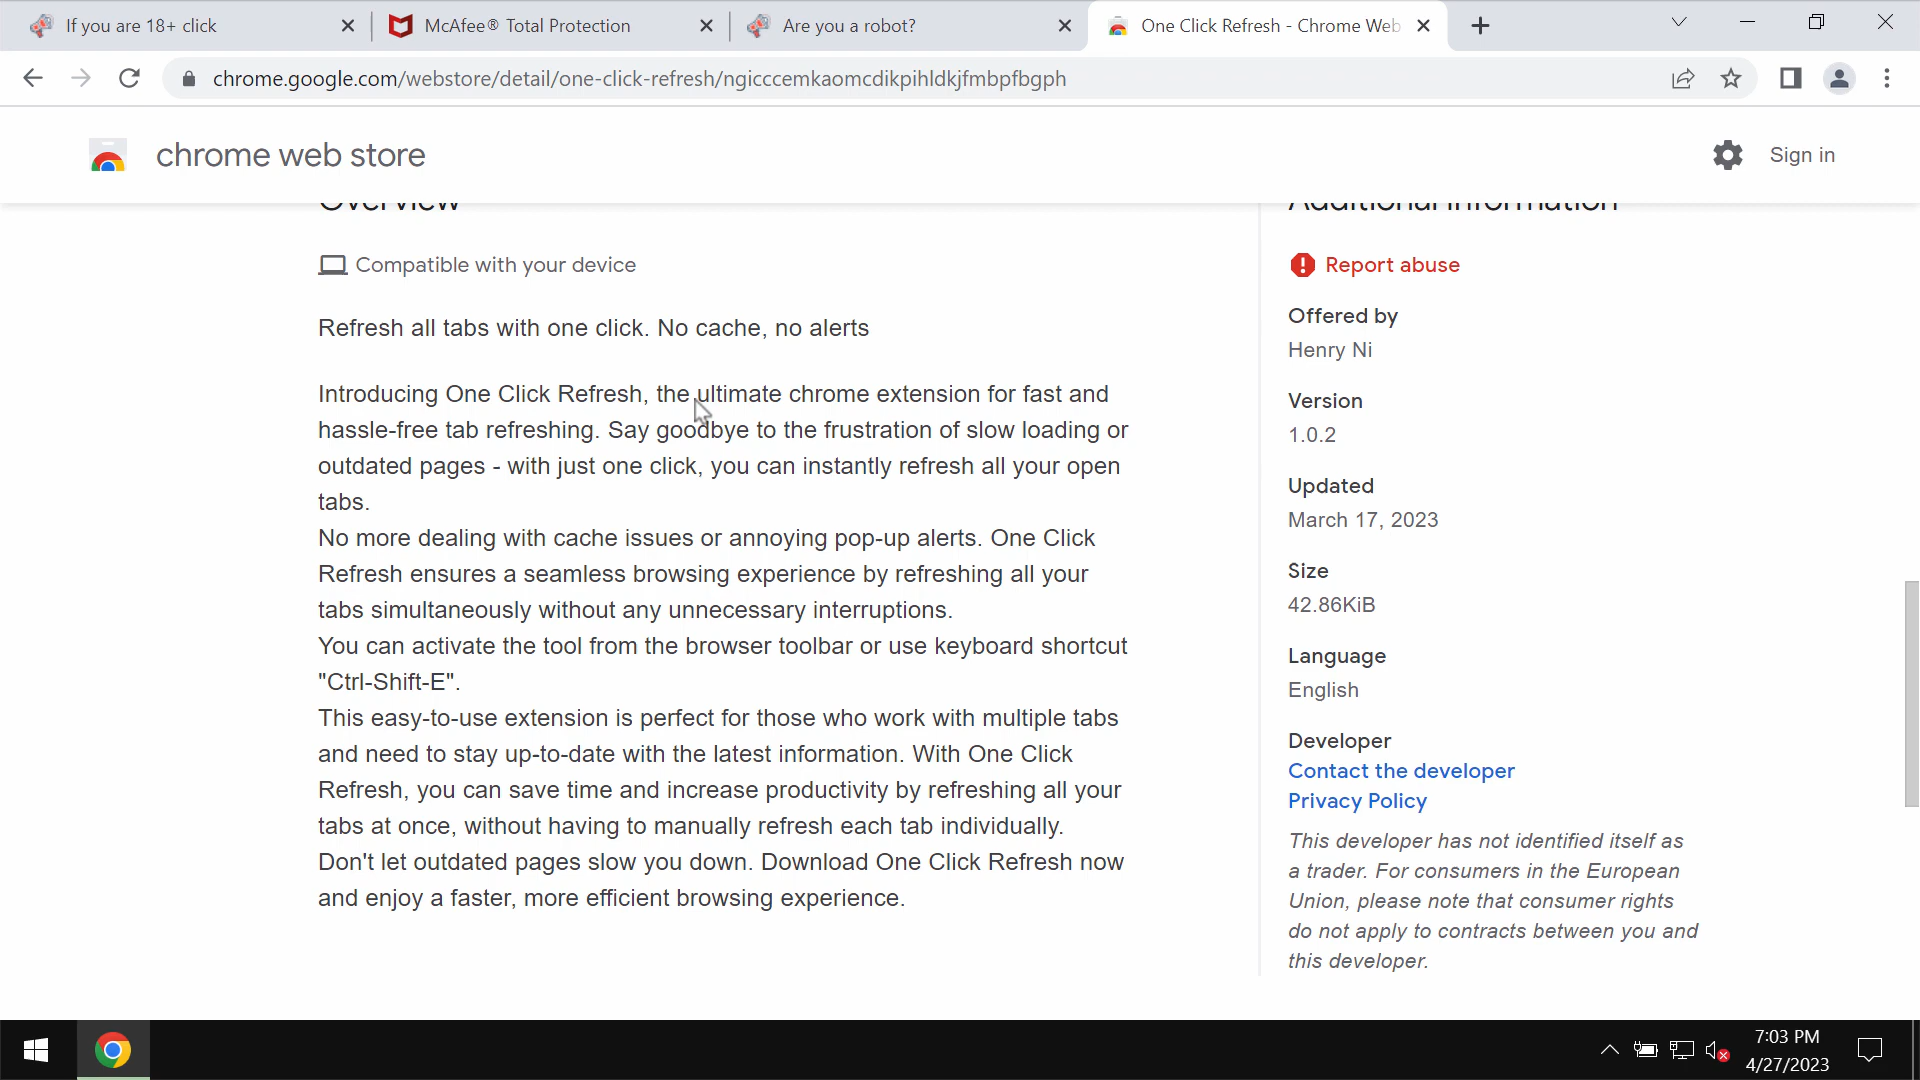 If you are 18+ click
McAfee® Total Protection
Are you a robot?
One Click Refresh - Chrome Web
chrome.google.com/webstore/detail/one-click-refresh/ngicccemkaomcdikpihldkjfmbpfbgph
chrome web store
Sign in
Overview
Compatible with your device
Refresh all tabs with one click. No cache, no alerts
Introducing One Click Refresh, the ultimate chrome extension for fast and
hassle-free tab refreshing. Say goodbye to the frustration of slow loading or
outdated pages - with just one click, you can instantly refresh all your open
tabs.
No more dealing with cache issues or annoying pop-up alerts. One Click
Refresh ensures a seamless browsing experience by refreshing all your
tabs simultaneously without any unnecessary interruptions.
You can activate the tool from the browser toolbar or use keyboard shortcut
"Ctrl-Shift-E".
This easy-to-use extension is perfect for those who work with multiple tabs
and need to stay up-to-date with the latest information. With One Click
Refresh, you can save time and increase productivity by refreshing all your
tabs at once, without having to manually refresh each tab individually.
Don't let outdated pages slow you down. Download One Click Refresh now
and enjoy a faster, more efficient browsing experience.
Additional Information
Report abuse
Offered by
Henry Ni
Version
1.0.2
Updated
March 17, 2023
Size
42.86KiB
Language
English
Developer
Contact the developer
Privacy Policy
This developer has not identified itself as
a trader. For consumers in the European
Union, please note that consumer rights
do not apply to contracts between you and
this developer.
7:03 PM
4/27/2023